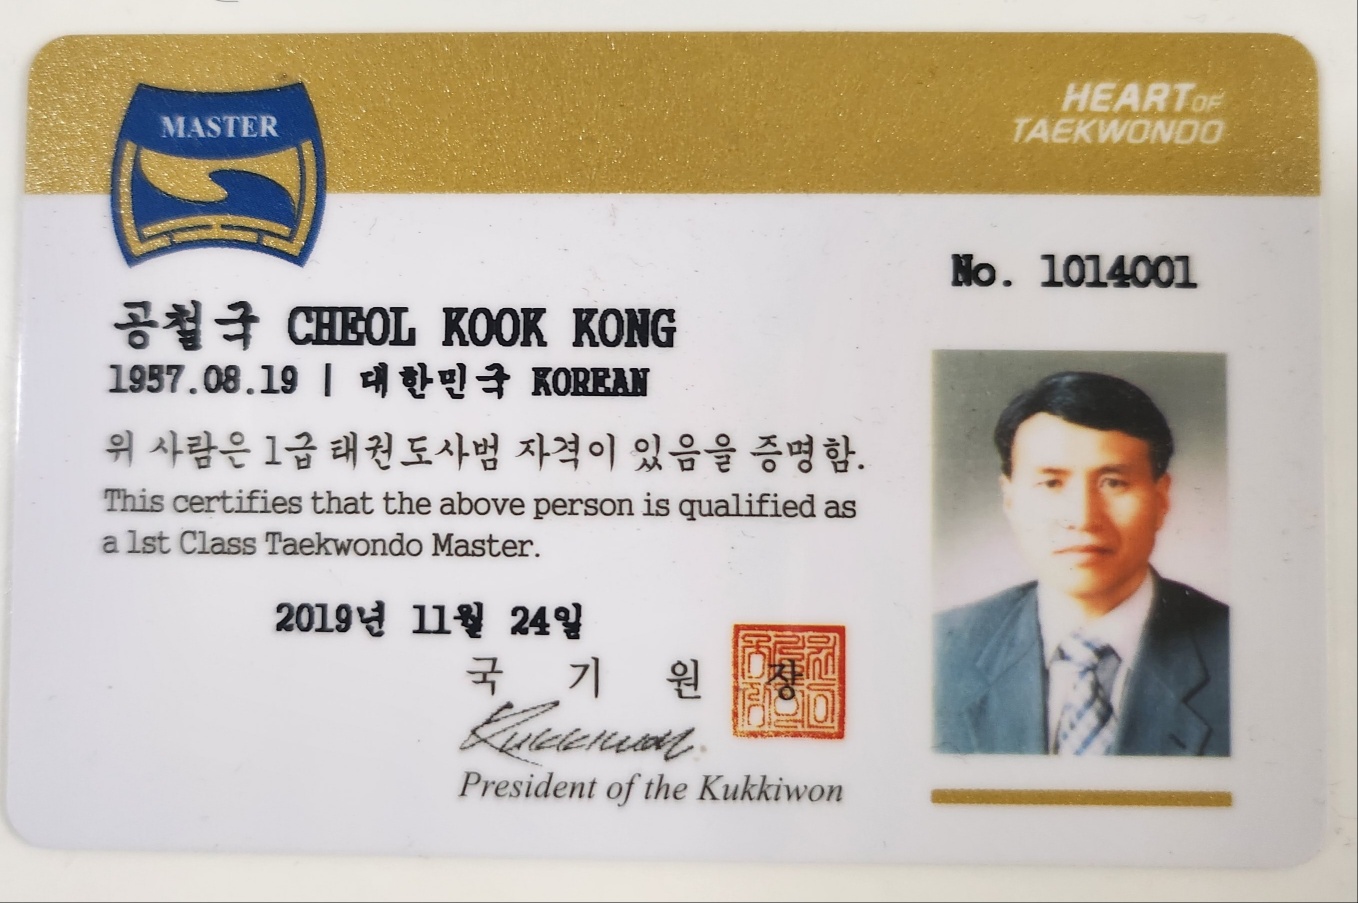 MASTER
HEART OF
TAEKWONDO
No. 1014001
공철국 CHEOL KOOK KONG
1957.08.19 | 대한민국 KOREAN
위 사람은 1급 태권도사범 자격이 있음을 증명함.
This certifies that the above person is qualified as
a 1st Class Taekwondo Master.
2019년 11월 24일
국 기 원 장
Kukkiwon.
President of the Kukkiwon